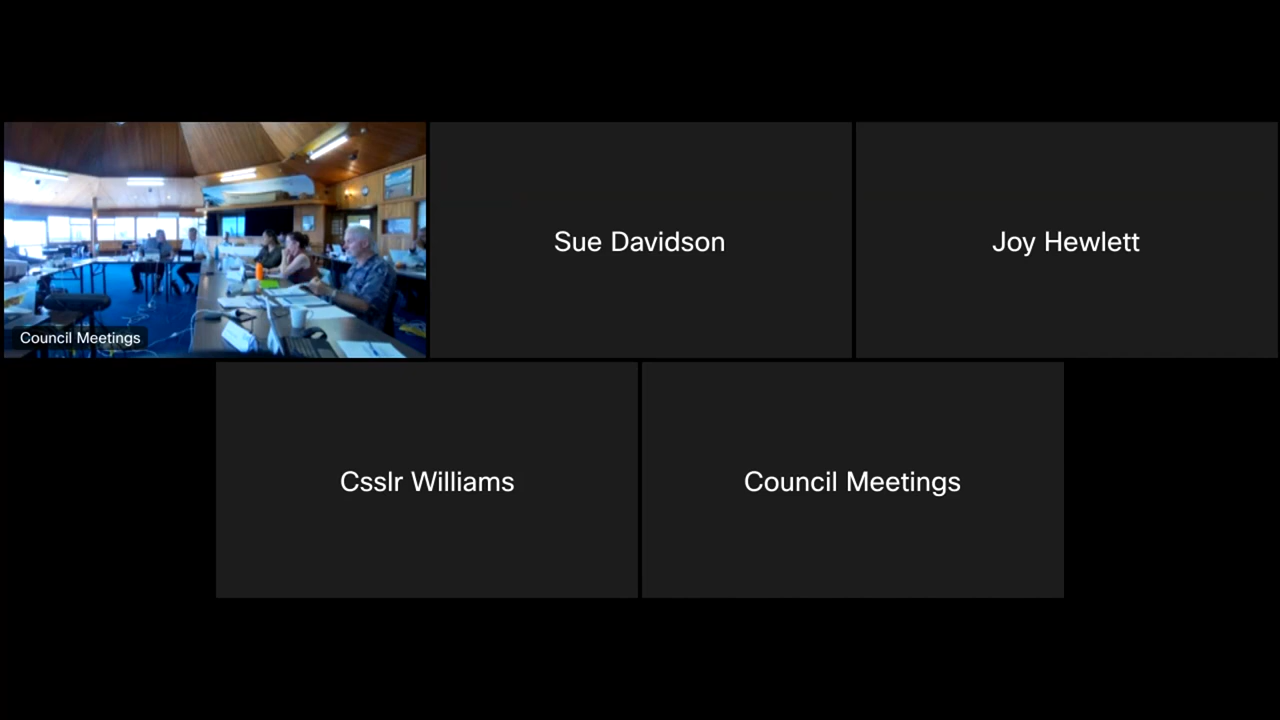 Council Meetings
Sue Davidson
Joy Hewlett
Csslr Williams
Council Meetings